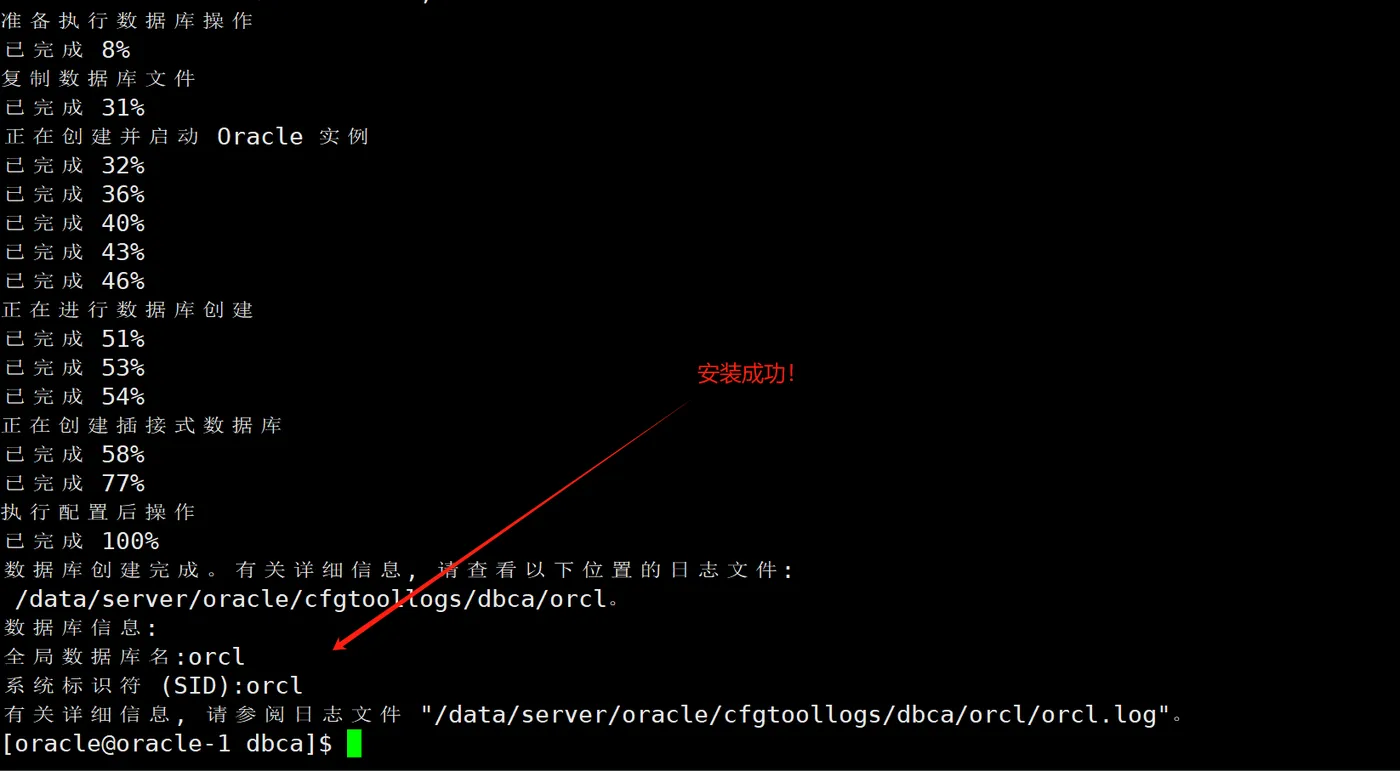 准备执行数据库操作
已完成 8%
复制数据库文件
已完成 31%
正在创建并启动 Oracle 实例
已完成 32%
已完成 36%
已完成 40%
已完成 43%
已完成 46%
正在进行数据库创建
已完成 51%
已完成 53%
安装成功!
已完成 54%
正在创建插接式数据库
已完成 58%
已完成 77%
执行配置后操作
已完成 100%
数据库创建完成。有关详细信息, 请查看以下位置的日志文件:
/data/server/oracle/cfgtoollogs/dbca/orcl。
数据库信息:
全局数据库名:orcl
系统标识符 (SID):orcl
有关详细信息, 请参阅日志文件 "/data/server/oracle/cfgtoollogs/dbca/orcl/orcl.log"。
[oracle@oracle-1 dbca]$